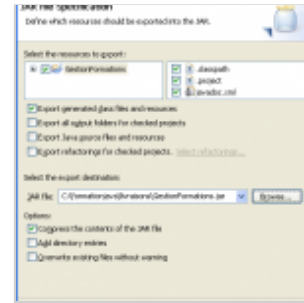 JAR File Specification
Define which resources should be exported into the JAR.
Select the resources to export:
GestionFormations
.classpath
.project
javadoc.xml
Export generated class files and resources
Export all output folders for checked projects
Export Java source files and resources
Export refactorings for checked projects. Select refactorings...
Select the export destination:
JAR file: Browse...
Options:
Compress the contents of the JAR file
Add directory entries
Overwrite existing files without warning